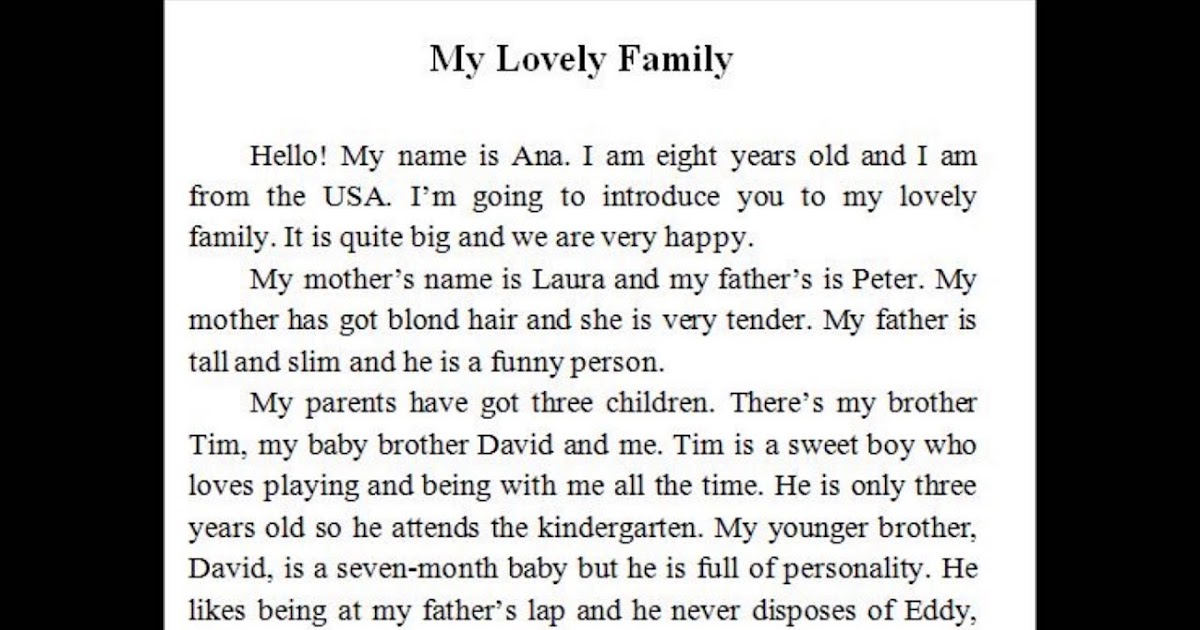 My Lovely Family
Hello! My name is Ana. I am eight years old and I am
from the USA. I’m going to introduce you to my lovely
family. It is quite big and we are very happy.
My mother’s name is Laura and my father’s is Peter. My
mother has got blond hair and she is very tender. My father is
tall and slim and he is a funny person.
My parents have got three children. There’s my brother
Tim, my baby brother David and me. Tim is a sweet boy who
loves playing and being with me all the time. He is only three
years old so he attends the kindergarten. My younger brother,
David, is a seven-month baby but he is full of personality. He
likes being at my father’s lap and he never disposes of Eddy,